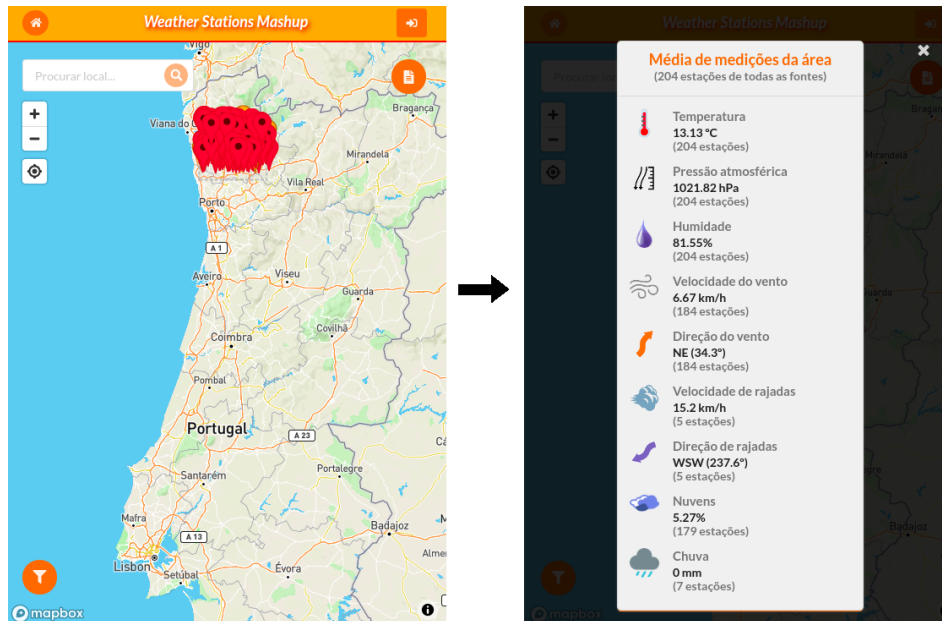 Weather Stations Mashup
Vigo
Procurar local...
Bragança
+
Viana do
−
Mirandela
Vila Real
Porto
A 1
Aveiro
Viseu
Guarda
Covilhã
Coimbra
Pombal
Portugal
A 23
Santarém
Portalegre
Mafra
A 13
Badajoz
Lisbon
Setúbal
Évora
Alme
mapbox
Weather Stations Mashup
Média de medições da área
(204 estações de todas as fontes)
Temperatura
13.13 ºC
(204 estações)
Pressão atmosférica
1021.82 hPa
(204 estações)
Humidade
81.55%
(204 estações)
Velocidade do vento
6.67 km/h
(184 estações)
Direção do vento
NE (34.3º)
(184 estações)
Velocidade de rajadas
15.2 km/h
(5 estações)
Direção de rajadas
WSW (237.6º)
(5 estações)
Nuvens
5.27%
(179 estações)
Chuva
0 mm
(7 estações)
mapbox